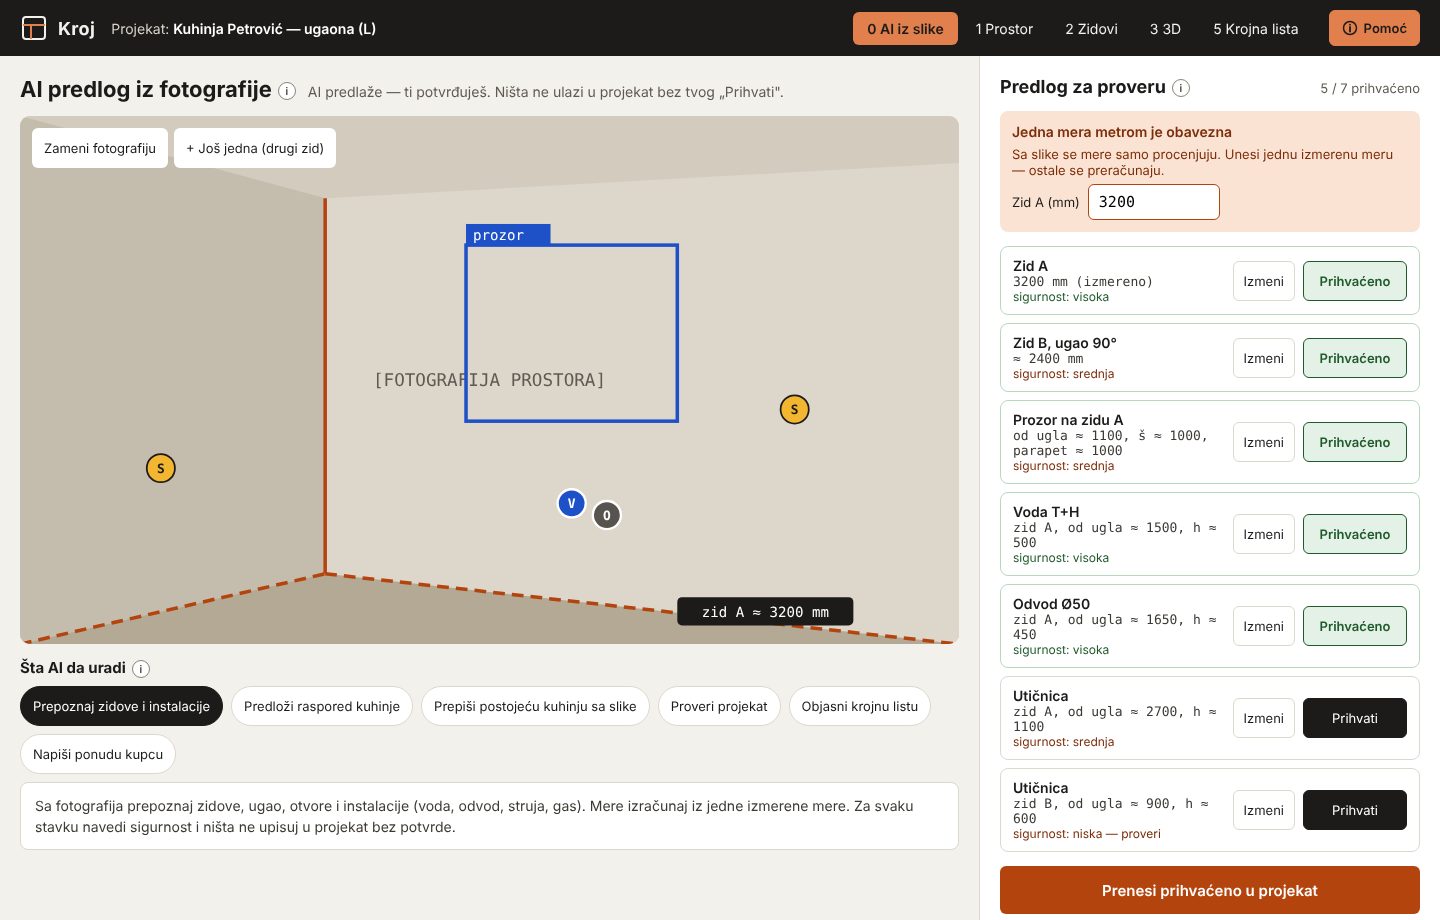 Kroj
Projekat: Kuhinja Petrović — ugaona (L)
0 AI iz slike
1 Prostor
2 Zidovi
3 3D
5 Krojna lista
Pomoć
AI predlog iz fotografije
i
AI predlaže — ti potvrđuješ. Ništa ne ulazi u projekat bez tvog „Prihvati".
Zameni fotografiju
+ Još jedna (drugi zid)
prozor
[FOTOGRAFIJA PROSTORA]
S
S
V
O
zid A ≈ 3200 mm
Šta AI da uradi
i
Prepoznaj zidove i instalacije
Predloži raspored kuhinje
Prepiši postojeću kuhinju sa slike
Proveri projekat
Objasni krojnu listu
Napiši ponudu kupcu
Sa fotografija prepoznaj zidove, ugao, otvore i instalacije (voda, odvod, struja, gas). Mere izračunaj iz jedne izmerene mere. Za svaku
stavku navedi sigurnost i ništa ne upisuj u projekat bez potvrde.
Predlog za proveru
i
5 / 7 prihvaćeno
Jedna mera metrom je obavezna
Sa slike se mere samo procenjuju. Unesi jednu izmerenu meru
— ostale se preračunaju.
Zid A (mm)
3200
Zid A
3200 mm (izmereno)
sigurnost: visoka
Izmeni
Prihvaćeno
Zid B, ugao 90°
≈ 2400 mm
sigurnost: srednja
Izmeni
Prihvaćeno
Prozor na zidu A
od ugla ≈ 1100, š ≈ 1000,
parapet ≈ 1000
sigurnost: srednja
Izmeni
Prihvaćeno
Voda T+H
zid A, od ugla ≈ 1500, h ≈
500
sigurnost: visoka
Izmeni
Prihvaćeno
Odvod Ø50
zid A, od ugla ≈ 1650, h ≈
450
sigurnost: visoka
Izmeni
Prihvaćeno
Utičnica
zid A, od ugla ≈ 2700, h ≈
1100
sigurnost: srednja
Izmeni
Prihvati
Utičnica
zid B, od ugla ≈ 900, h ≈
600
sigurnost: niska — proveri
Izmeni
Prihvati
Prenesi prihvaćeno u projekat